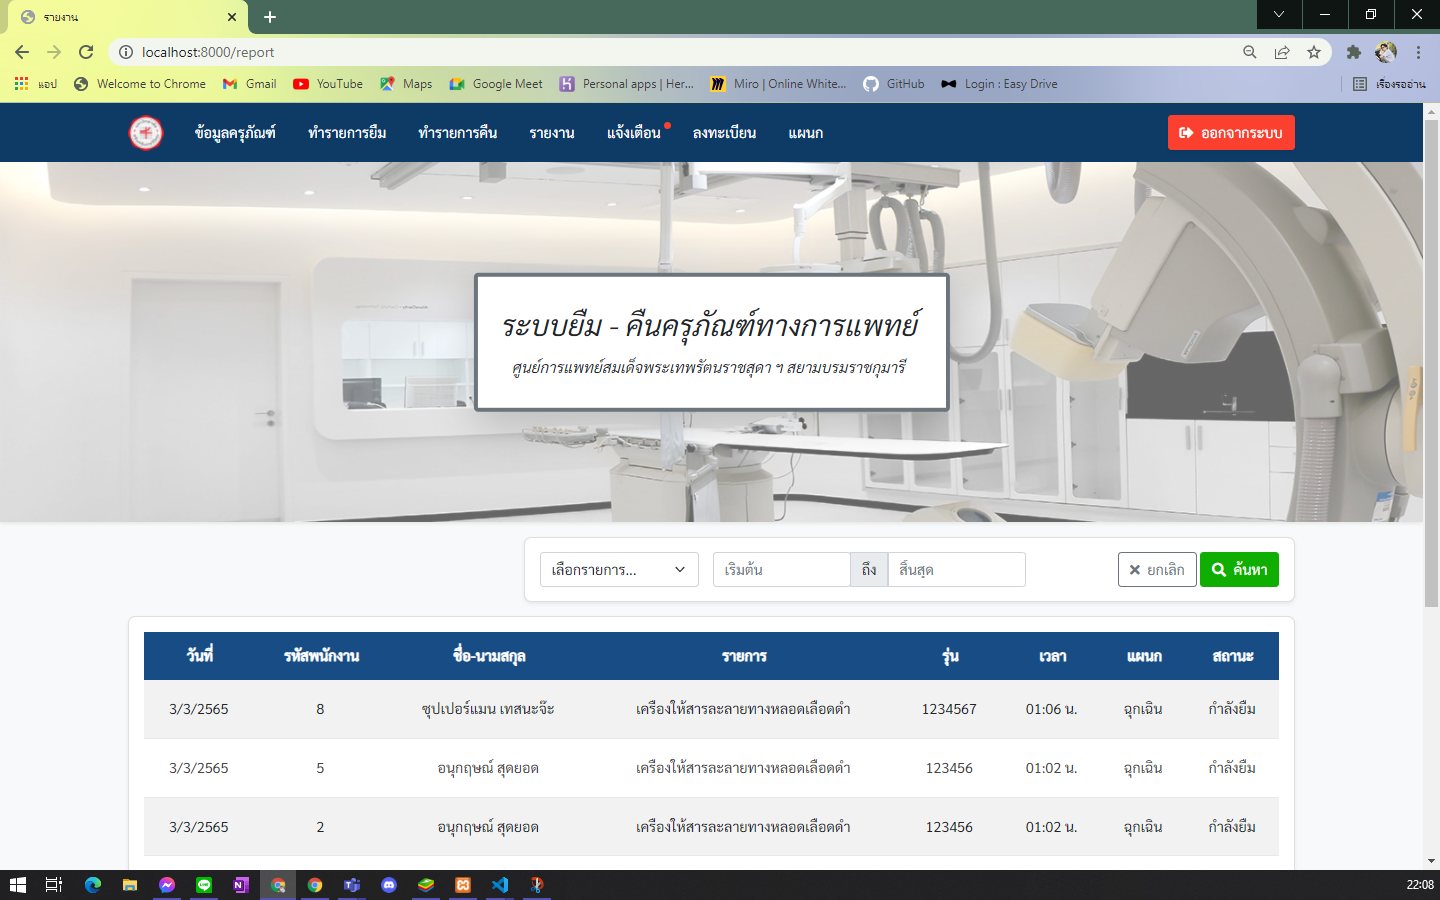 รายงาน
localhost:8000/report
แอป Welcome to Chrome Gmail YouTube Maps Google Meet Personal apps | Her... Miro | Online White... GitHub Login : Easy Drive เรื่องรออ่าน
ข้อมูลครุภัณฑ์ ทำรายการยืม ทำรายการคืน รายงาน แจ้งเตือน ลงทะเบียน แผนก ออกจากระบบ
ระบบยืม - คืนครุภัณฑ์ทางการแพทย์
ศูนย์การแพทย์สมเด็จพระเทพรัตนราชสุดา ฯ สยามบรมราชกุมารี
เลือกรายการ... เริ่มต้น ถึง สิ้นสุด ยกเลิก ค้นหา
วันที่ รหัสพนักงาน ชื่อ-นามสกุล รายการ รุ่น เวลา แผนก สถานะ
3/3/2565 8 ซุปเปอร์แมน เทสนะจ๊ะ เครื่องให้สารละลายทางหลอดเลือดดำ 1234567 01:06 น. ฉุกเฉิน กำลังยืม
3/3/2565 5 อนุกฤษณ์ สุดยอด เครื่องให้สารละลายทางหลอดเลือดดำ 123456 01:02 น. ฉุกเฉิน กำลังยืม
3/3/2565 2 อนุกฤษณ์ สุดยอด เครื่องให้สารละลายทางหลอดเลือดดำ 123456 01:02 น. ฉุกเฉิน กำลังยืม
22:08